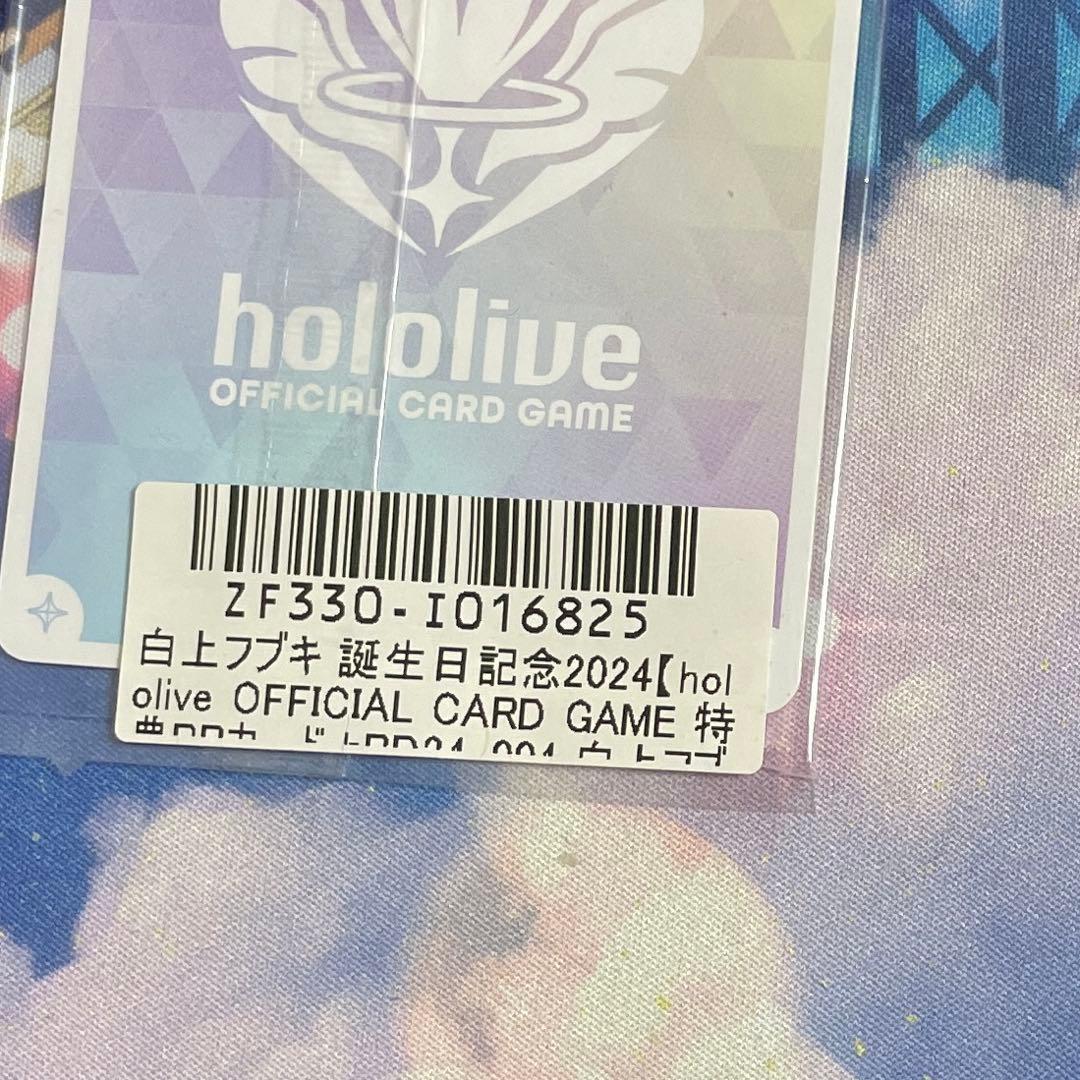 hololive
OFFICIAL CARD GAME
ZF330-I016825
白上フブキ 誕生日記念2024【hol
olive OFFICIAL CARD GAME 特